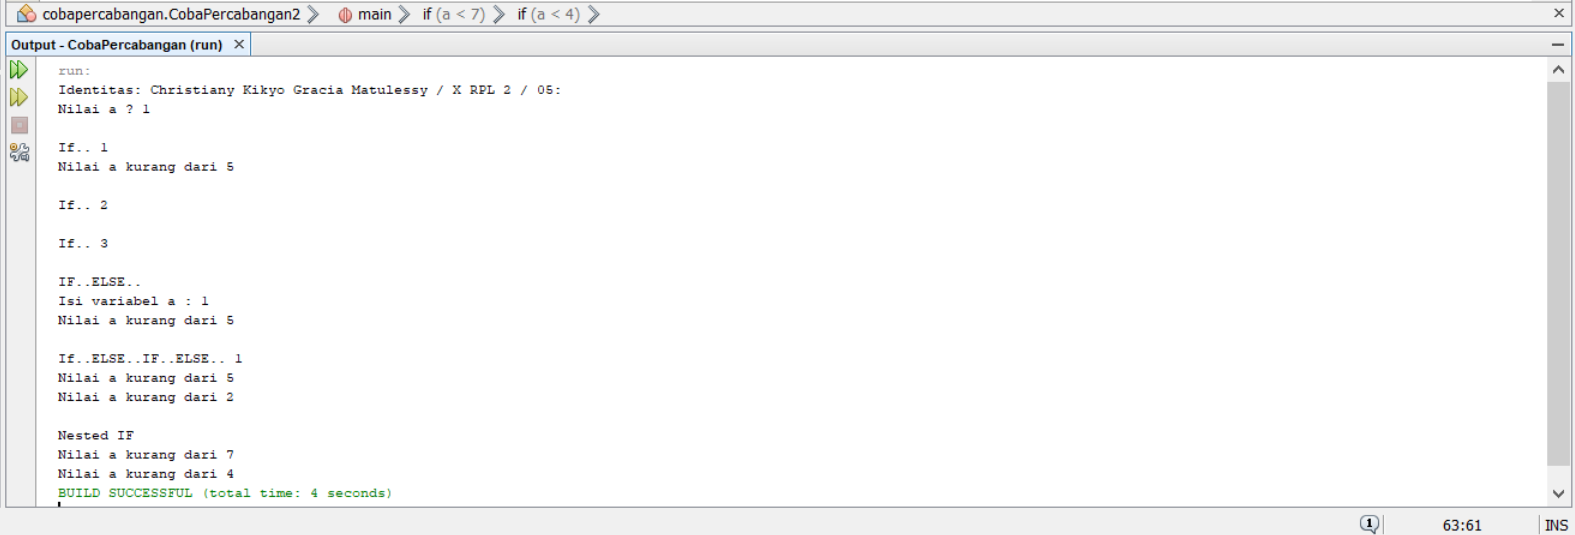 cobapercabangan.CobaPercabangan2 main if (a < 7) if (a < 4)
Output - CobaPercabangan (run)
run:
Identitas: Christiany Kikyo Gracia Matulessy / X RPL 2 / 05:
Nilai a ? 1
If.. 1
Nilai a kurang dari 5
If.. 2
If.. 3
IF..ELSE..
Isi variabel a : 1
Nilai a kurang dari 5
If..ELSE..IF..ELSE.. 1
Nilai a kurang dari 5
Nilai a kurang dari 2
Nested IF
Nilai a kurang dari 7
Nilai a kurang dari 4
BUILD SUCCESSFUL (total time: 4 seconds)
1 63:61 INS